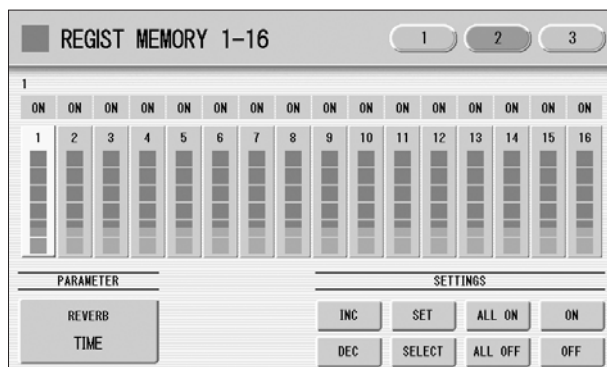 REGIST MEMORY 1-16 1 2 3
1
ON ON ON ON ON ON ON ON ON ON ON ON ON ON ON ON
1 2 3 4 5 6 7 8 9 10 11 12 13 14 15 16
PARAMETER SETTINGS
REVERB
TIME
INC SET ALL ON ON
DEC SELECT ALL OFF OFF